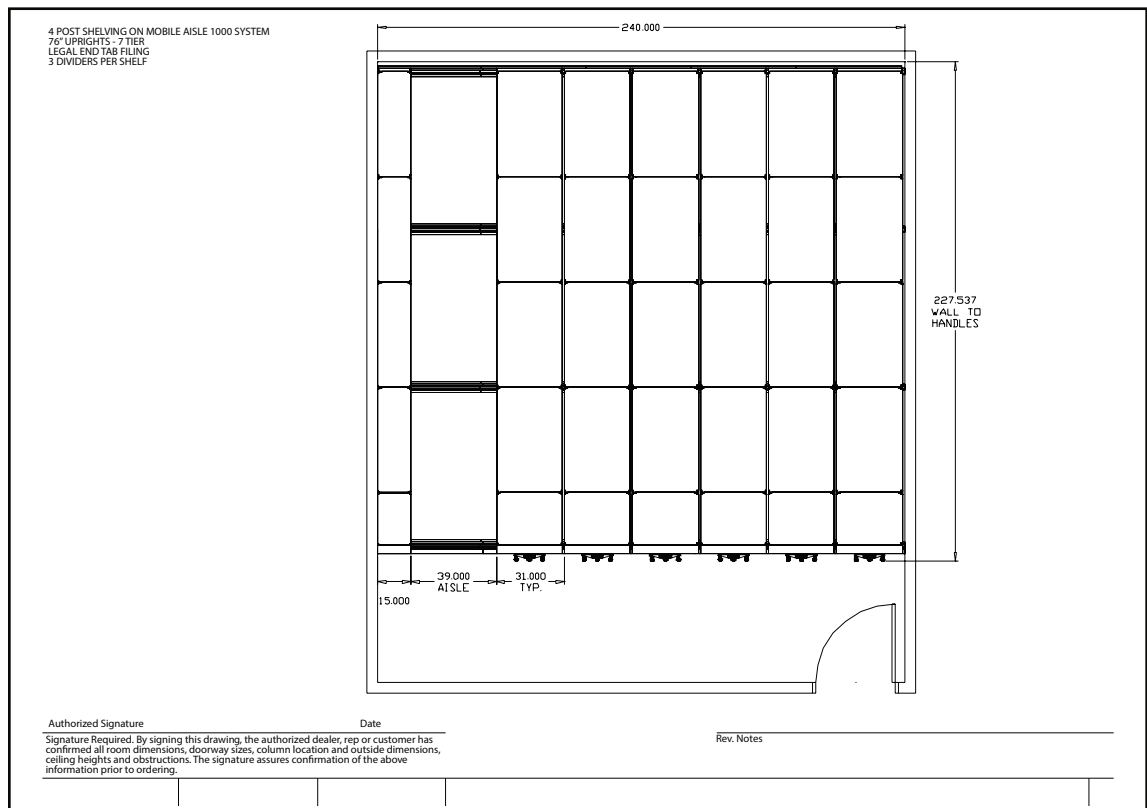 4 POST SHELVING ON MOBILE AISLE 1000 SYSTEM
76" UPRIGHTS - 7 TIER
LEGAL END TAB FILING
3 DIVIDERS PER SHELF
240.000
227.537
WALL TO
HANDLES
39.000
AISLE
31.000
TYP.
15.000
Authorized Signature Date
Signature Required. By signing this drawing, the authorized dealer, rep or customer has
confirmed all room dimensions, doorway sizes, column location and outside dimensions,
ceiling heights and obstructions. The signature assures confirmation of the above
information prior to ordering.
Rev. Notes